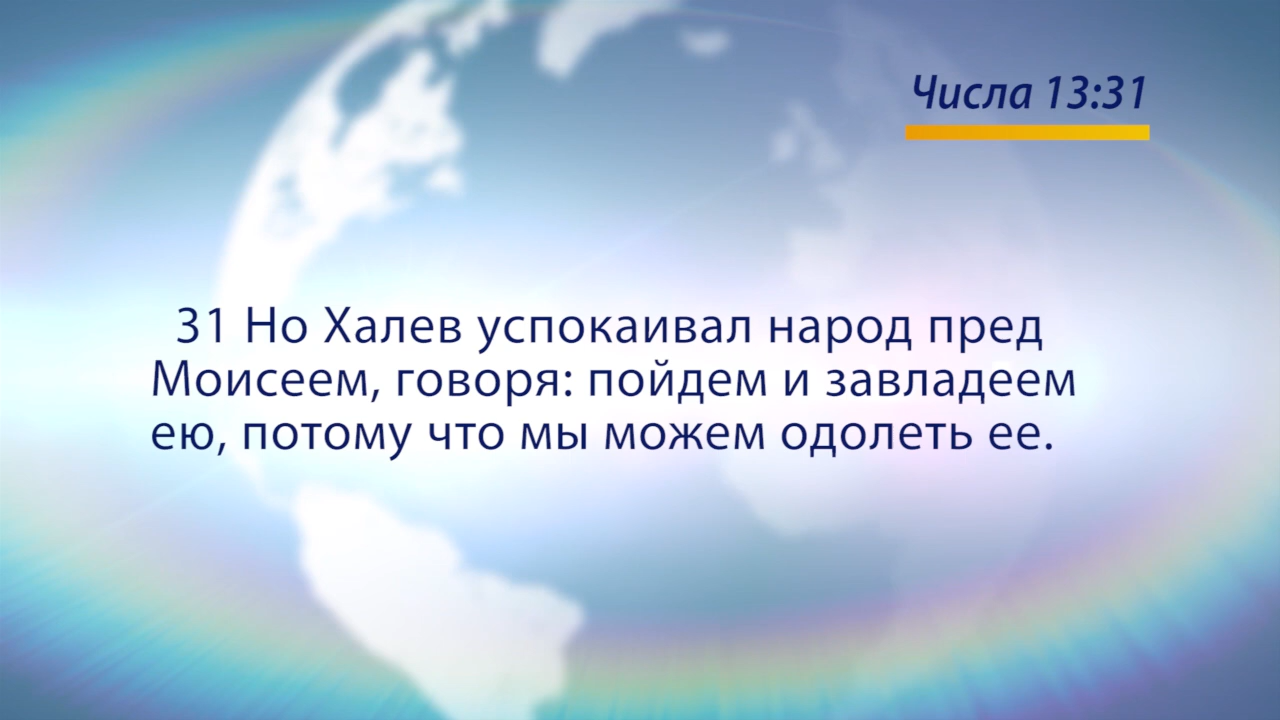 Числа 13:31
31 Но Халев успокаивал народ пред
Моисеем, говоря: пойдем и завладеем
ею, потому что мы можем одолеть ее.